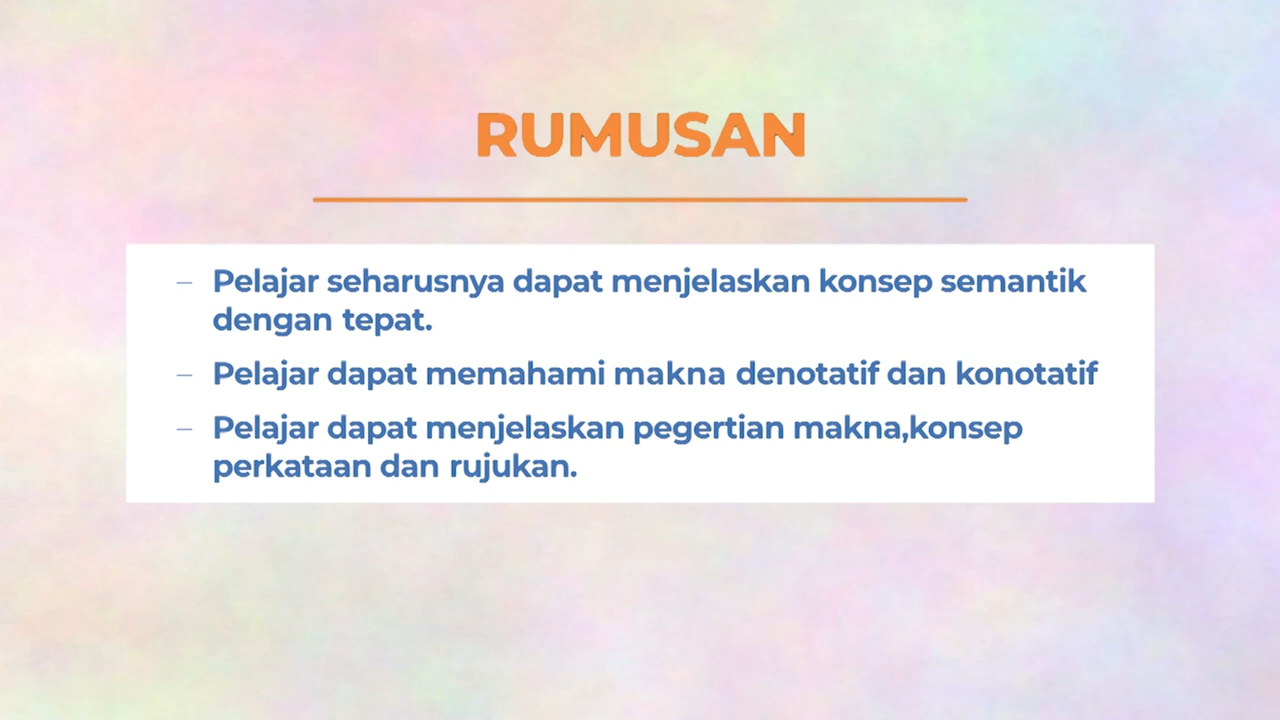 RUMUSAN
– Pelajar seharusnya dapat menjelaskan konsep semantik
dengan tepat.
– Pelajar dapat memahami makna denotatif dan konotatif
– Pelajar dapat menjelaskan pegertian makna,konsep
perkataan dan rujukan.